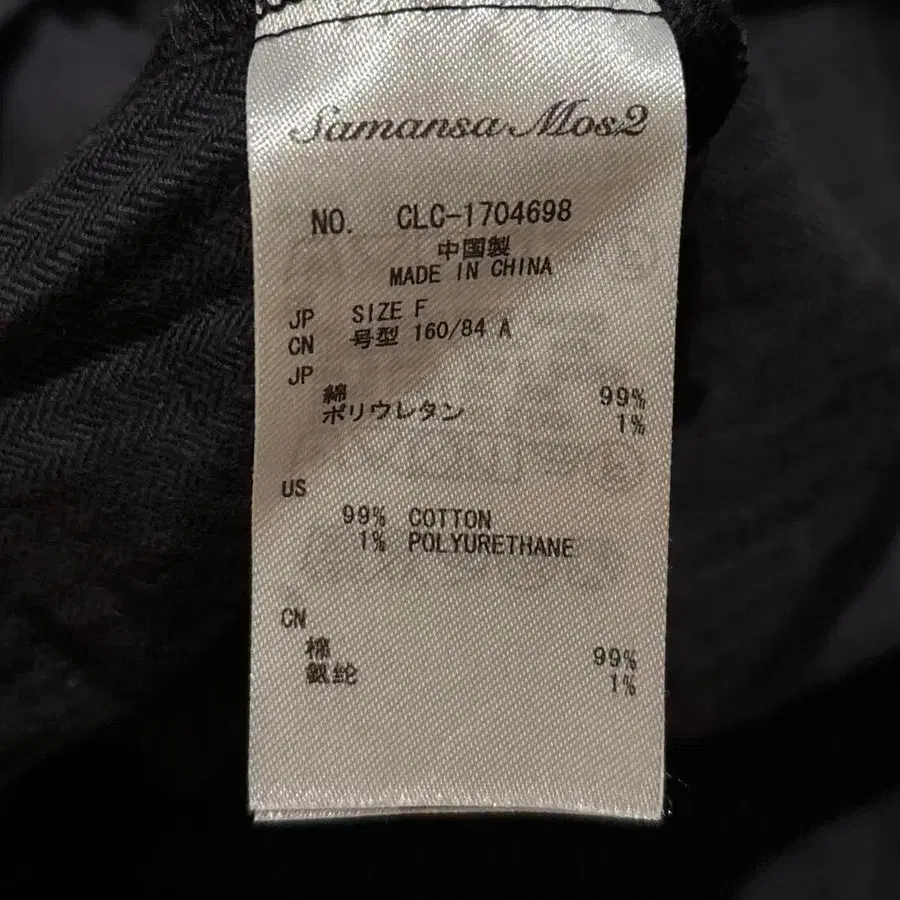 Samansa Mos2
NO. CLC-1704698
中国製
MADE IN CHINA
JP SIZE F
CN 号型 160/84 A
JP
綿 99%
ポリウレタン 1%
US
99% COTTON
1% POLYURETHANE
CN
棉 99%
氨纶 1%